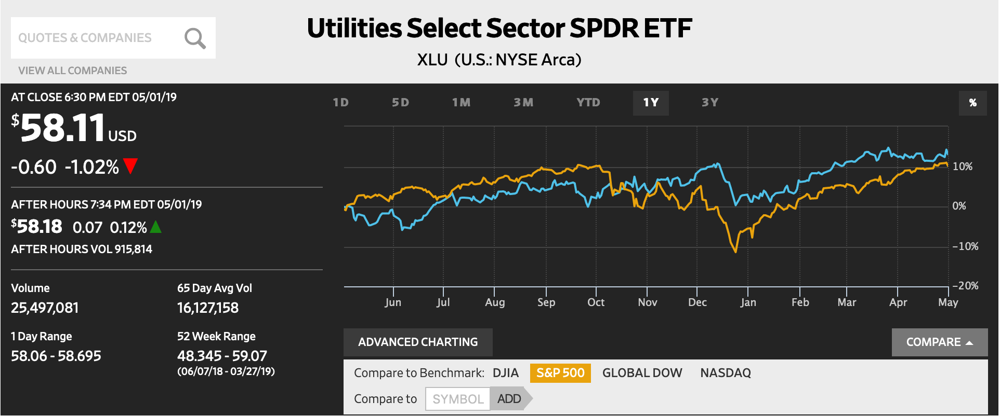 Utilities Select Sector SPDR ETF
XLU (U.S.: NYSE Arca)
QUOTES & COMPANIES
VIEW ALL COMPANIES
AT CLOSE 6:30 PM EDT 05/01/19
$58.11 USD
-0.60 -1.02%
AFTER HOURS 7:34 PM EDT 05/01/19
$58.18 0.07 0.12%
AFTER HOURS VOL 915,814
Volume 65 Day Avg Vol
25,497,081 16,127,158
1 Day Range 52 Week Range
58.06 - 58.695 48.345 - 59.07
(06/07/18 - 03/27/19)
1D 5D 1M 3M YTD 1Y 3Y %
10%
0%
-10%
-20%
Jun Jul Aug Sep Oct Nov Dec Jan Feb Mar Apr May
ADVANCED CHARTING COMPARE
Compare to Benchmark: DJIA S&P 500 GLOBAL DOW NASDAQ
Compare to SYMBOL ADD